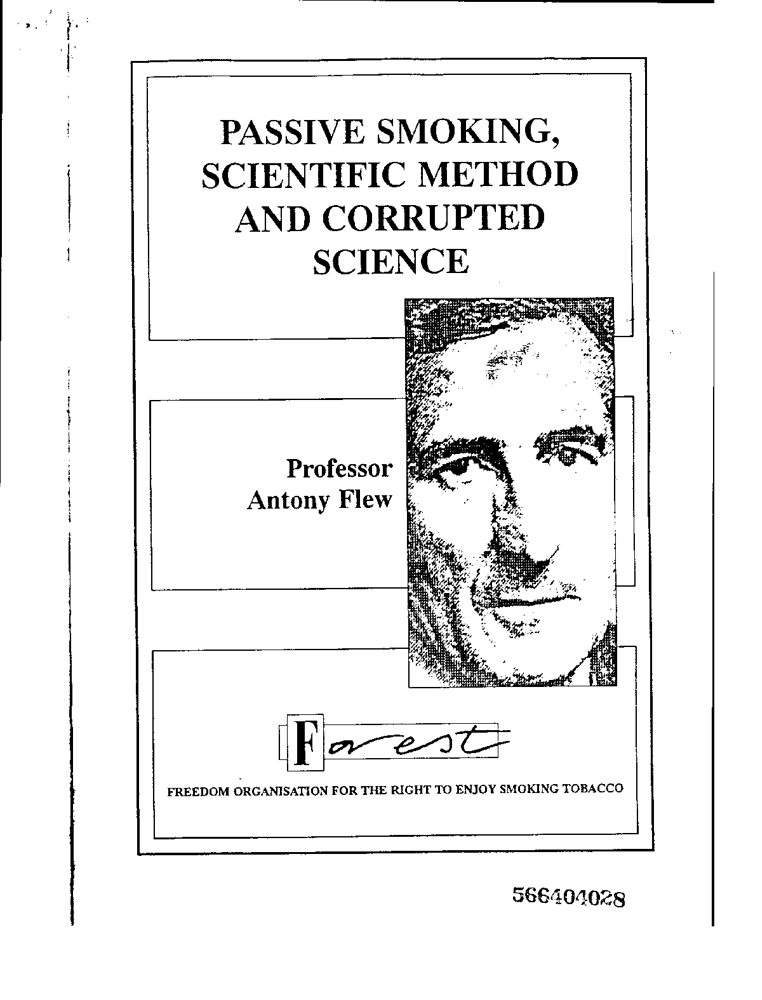 PASSIVE SMOKING,
SCIENTIFIC METHOD
AND CORRUPTED
SCIENCE
Professor
Antony Flew
Forest
FREEDOM ORGANISATION FOR THE RIGHT TO ENJOY SMOKING TOBACCO
566404028